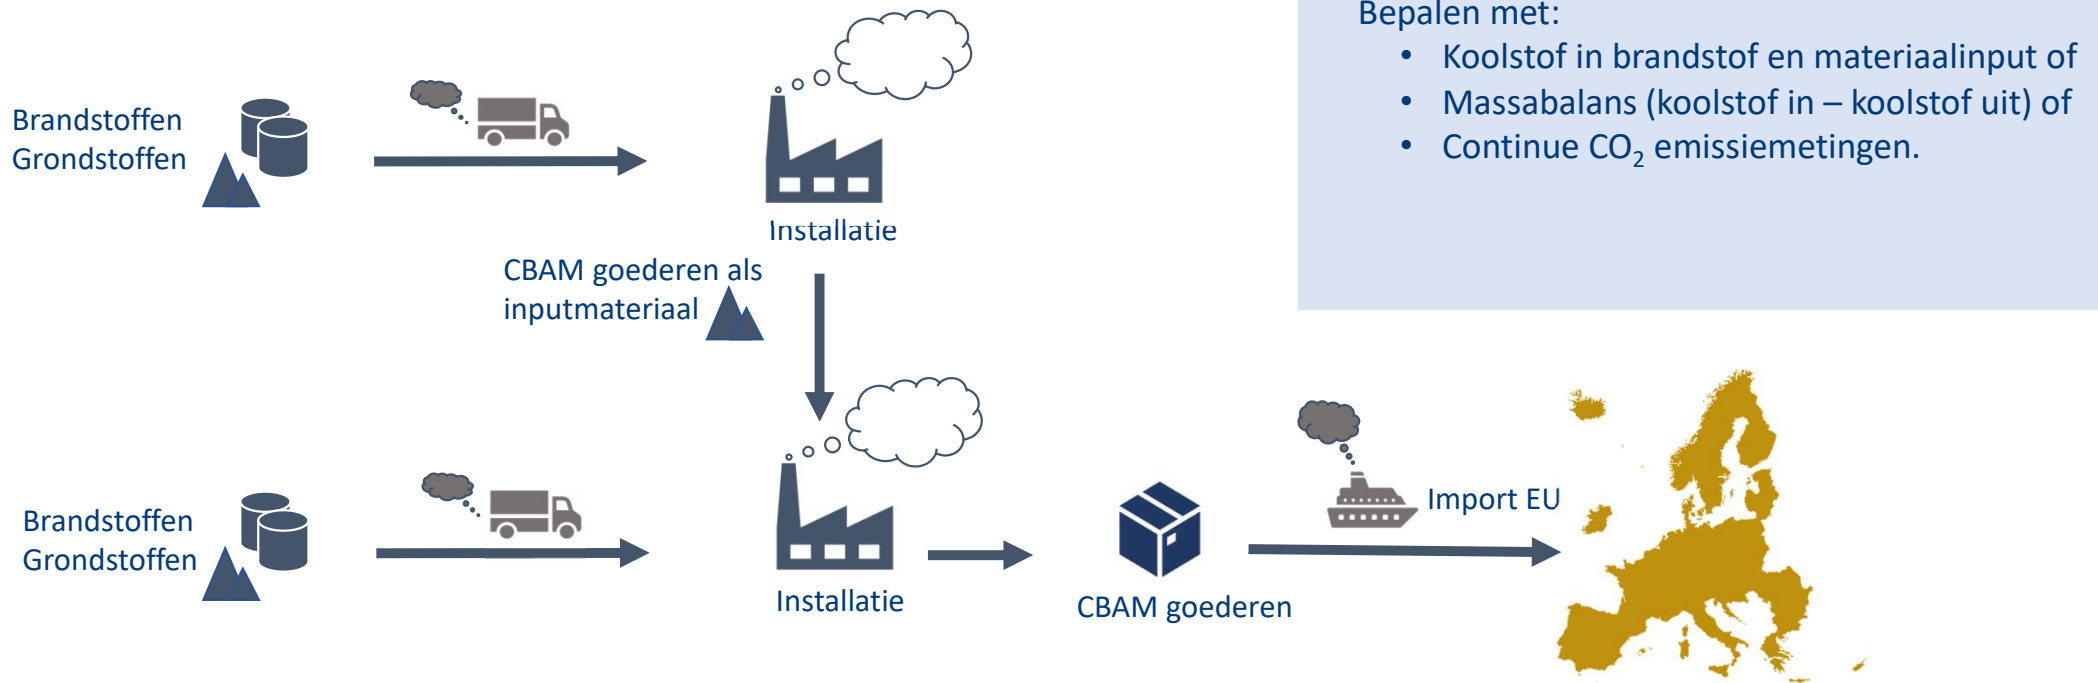 Bepalen met:
• Koolstof in brandstof en materiaalinput of
• Massabalans (koolstof in – koolstof uit) of
• Continue CO₂ emissiemetingen.
Brandstoffen
Grondstoffen
Installatie
CBAM goederen als
inputmateriaal
Brandstoffen
Grondstoffen
Installatie
CBAM goederen
Import EU